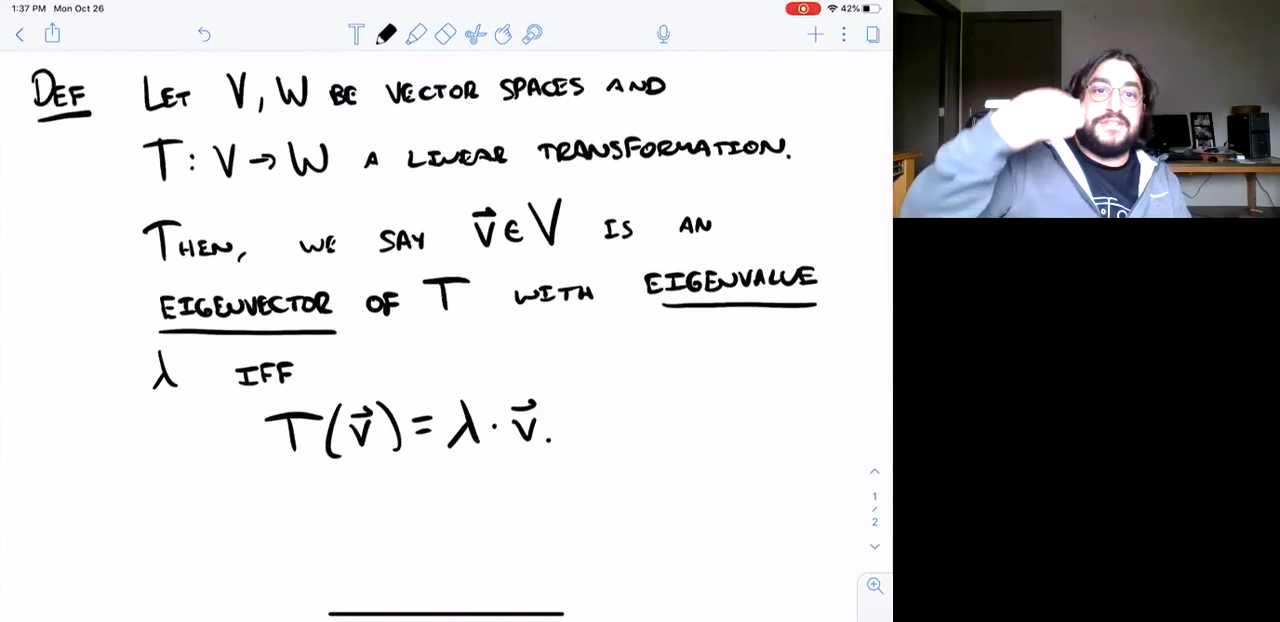 1:37 PM Mon Oct 26
42%
DEF LET V, W BE VECTOR SPACES AND
T : V → W A LINEAR TRANSFORMATION.
THEN, WE SAY v⃗ ∈ V IS AN
EIGENVECTOR OF T WITH EIGENVALUE
λ IFF
T(v⃗) = λ · v⃗.
1
/
2